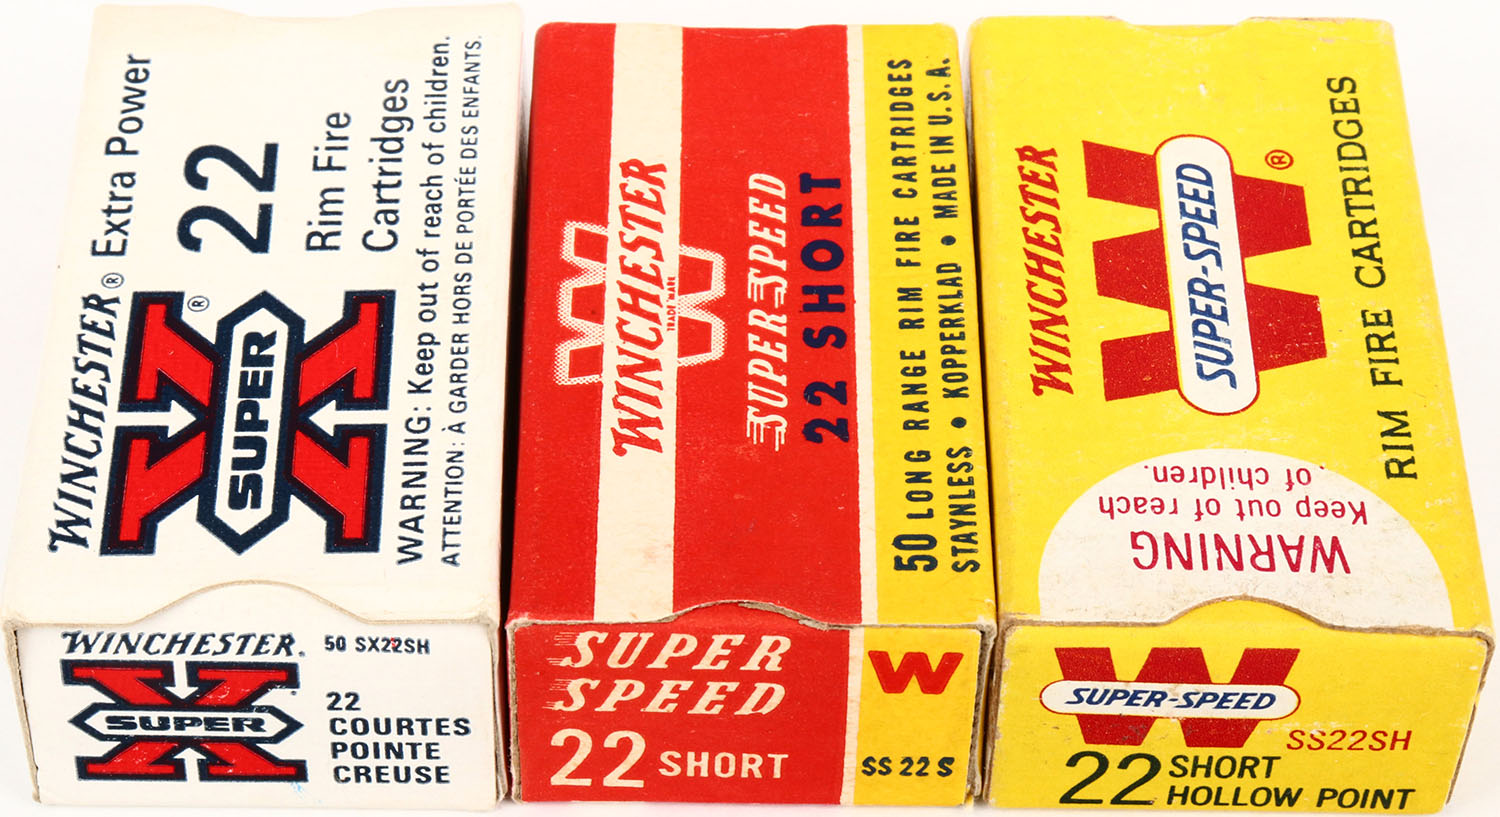 WINCHESTER® Extra Power
SUPER X ®
22
Rim Fire
Cartridges
WARNING: Keep out of reach of children.
ATTENTION: À GARDER HORS DE PORTÉE DES ENFANTS.
WINCHESTER®
SUPER X
50 SX22SH
22
COURTES
POINTE
CREUSE
W
WINCHESTER
TRADE MARK
SUPER SPEED
22 SHORT
50 LONG RANGE RIM FIRE CARTRIDGES
STAYNLESS • KOPPERKLAD • MADE IN U.S.A.
SUPER
SPEED
22 SHORT
W
SS 22 S
WINCHESTER
W ®
SUPER-SPEED
RIM FIRE CARTRIDGES
WARNING
Keep out of reach
of children.
W
SUPER-SPEED
SS22SH
22 SHORT
HOLLOW POINT